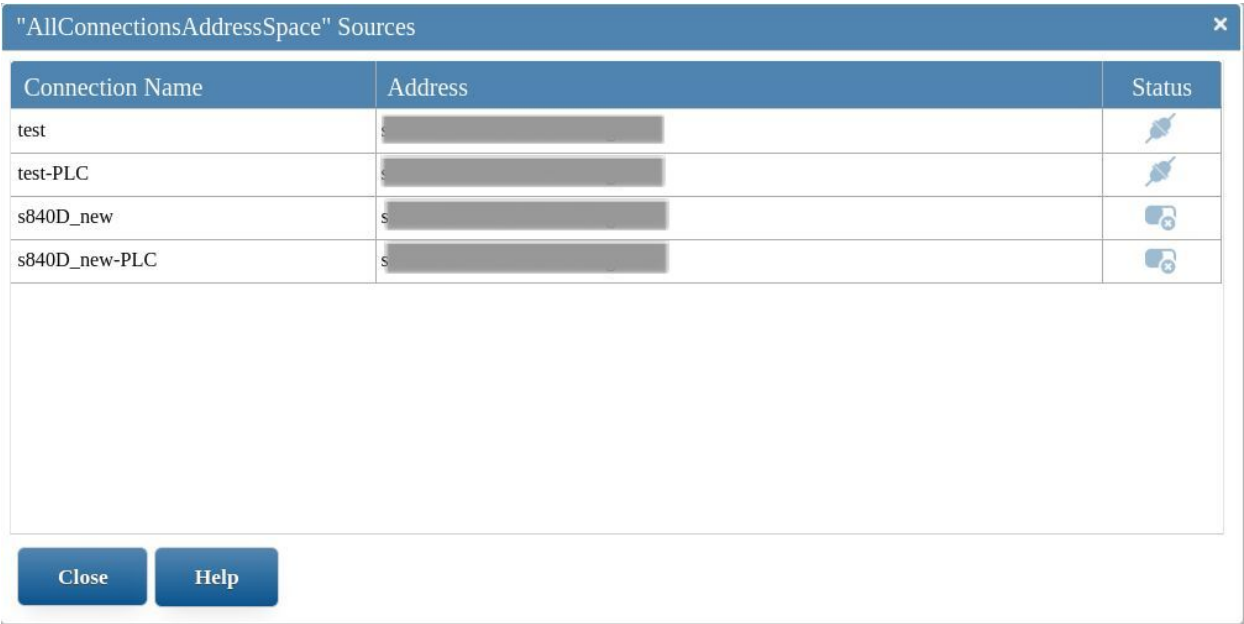 "AllConnectionsAddressSpace" Sources
Connection Name Address Status
test
test-PLC
s840D_new
s840D_new-PLC
Close Help